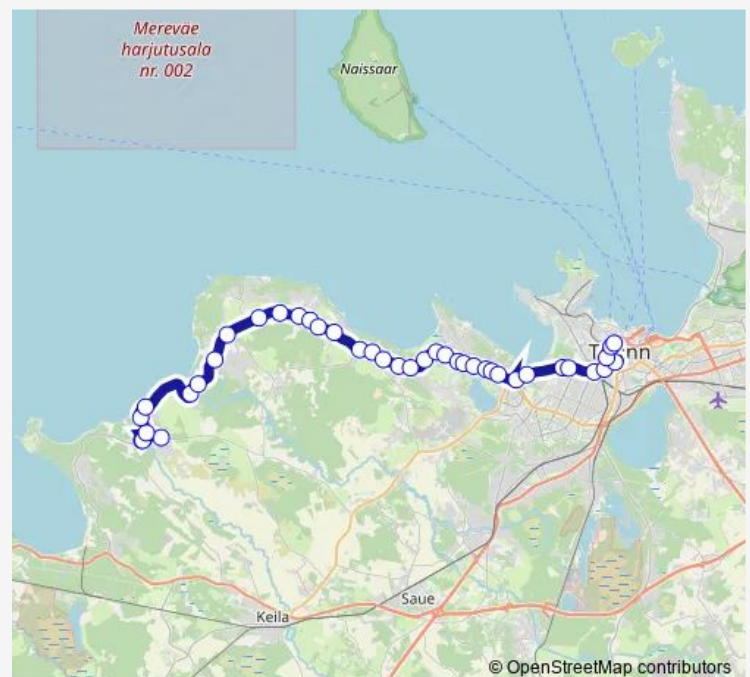 Mereväe
harjutusala
nr. 002
Naissaar
Saue
Keila
© OpenStreetMap contributors